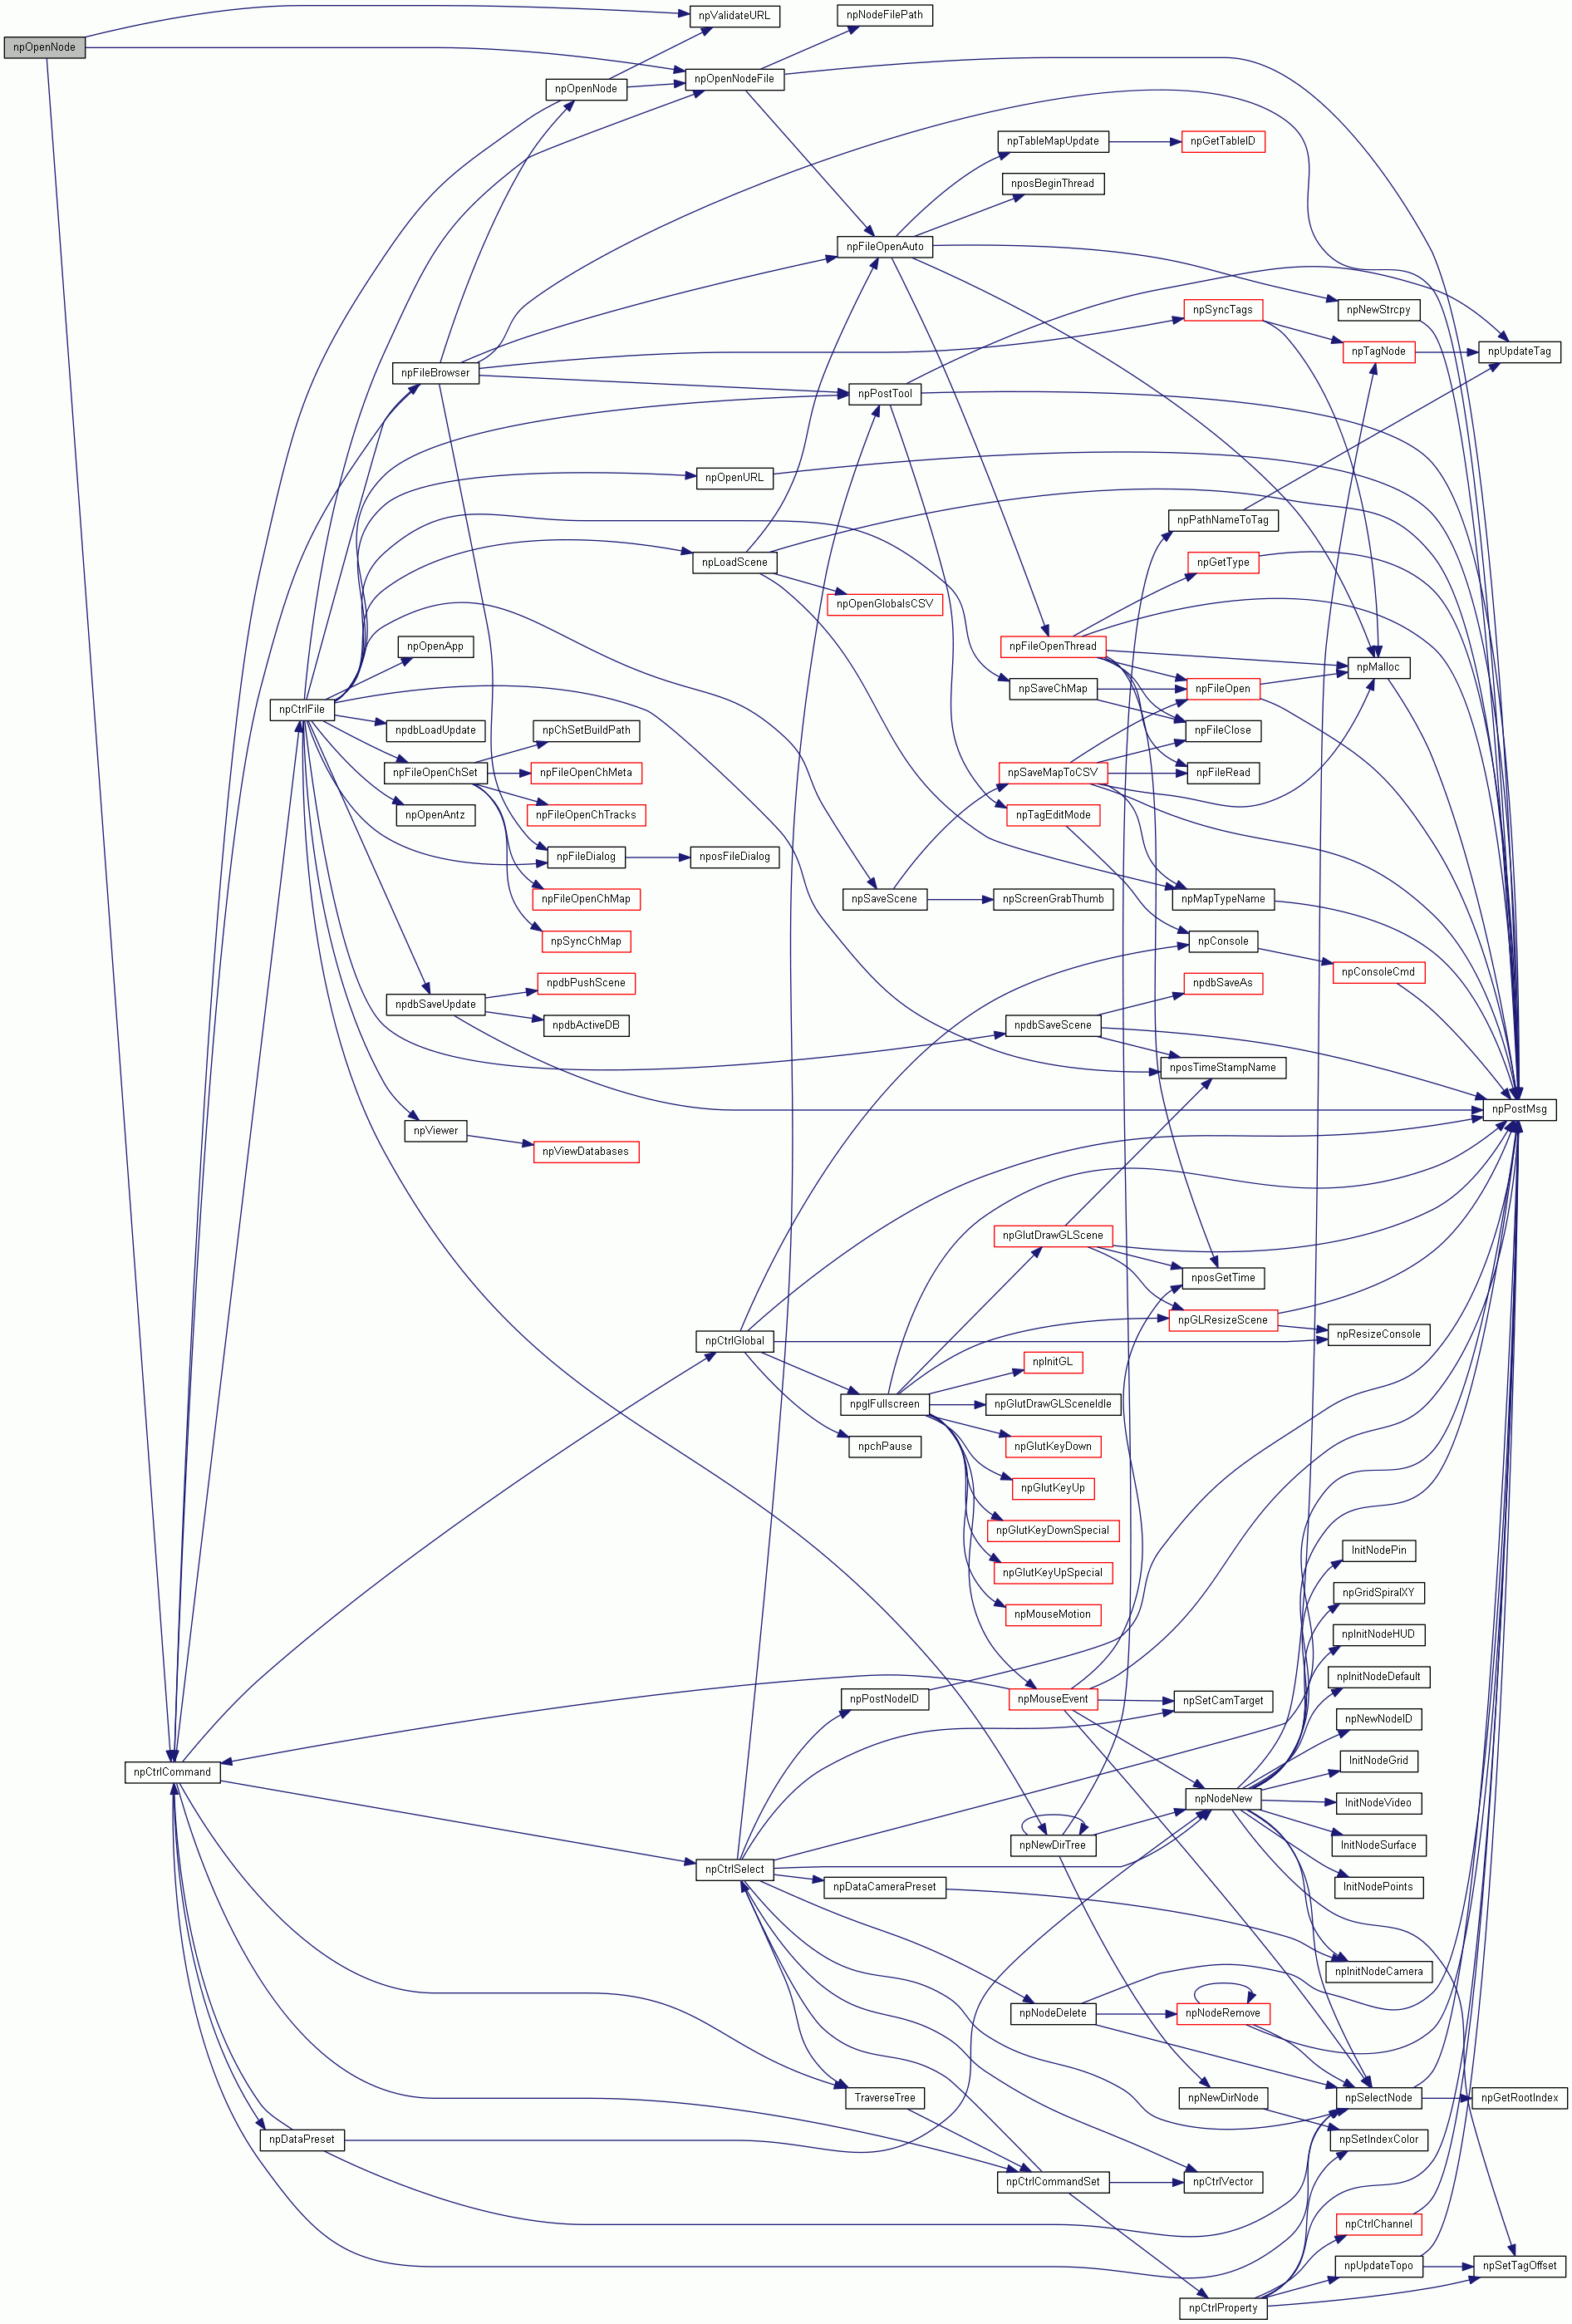 npOpenNode
npValidateURL
npNodeFilePath
npOpenNode
npOpenNodeFile
npTableMapUpdate
npGetTableID
nposBeginThread
npFileOpenAuto
npSyncTags
npNewStrcpy
npTagNode
npUpdateTag
npFileBrowser
npPostTool
npOpenURL
npPathNameToTag
npLoadScene
npGetType
npOpenGlobalsCSV
npOpenApp
npFileOpenThread
npMalloc
npCtrlFile
npSaveChMap
npFileOpen
npdbLoadUpdate
npChSetBuildPath
npFileClose
npFileOpenChSet
npFileOpenChMeta
npSaveMapToCSV
npFileRead
npOpenAntz
npFileOpenChTracks
npTagEditMode
npFileDialog
nposFileDialog
npFileOpenChMap
npSaveScene
npScreenGrabThumb
npMapTypeName
npSyncChMap
npConsole
npConsoleCmd
npdbPushScene
npdbSaveAs
npdbSaveUpdate
npdbActiveDB
npdbSaveScene
nposTimeStampName
npPostMsg
npViewer
npViewDatabases
npGlutDrawGLScene
nposGetTime
npGLResizeScene
npCtrlGlobal
npResizeConsole
npInitGL
npglFullscreen
npGlutDrawGLSceneIdle
npchPause
npGlutKeyDown
npGlutKeyUp
npGlutKeyDownSpecial
InitNodePin
npGlutKeyUpSpecial
npGridSpiralXY
npMouseMotion
npInitNodeHUD
npInitNodeDefault
npPostNodeID
npMouseEvent
npSetCamTarget
npNewNodeID
npCtrlCommand
InitNodeGrid
npNodeNew
InitNodeVideo
npNewDirTree
InitNodeSurface
npCtrlSelect
npDataCameraPreset
InitNodePoints
npInitNodeCamera
npNodeDelete
npNodeRemove
TraverseTree
npNewDirNode
npSelectNode
npGetRootIndex
npDataPreset
npSetIndexColor
npCtrlCommandSet
npCtrlVector
npCtrlChannel
npUpdateTopo
npSetTagOffset
npCtrlProperty